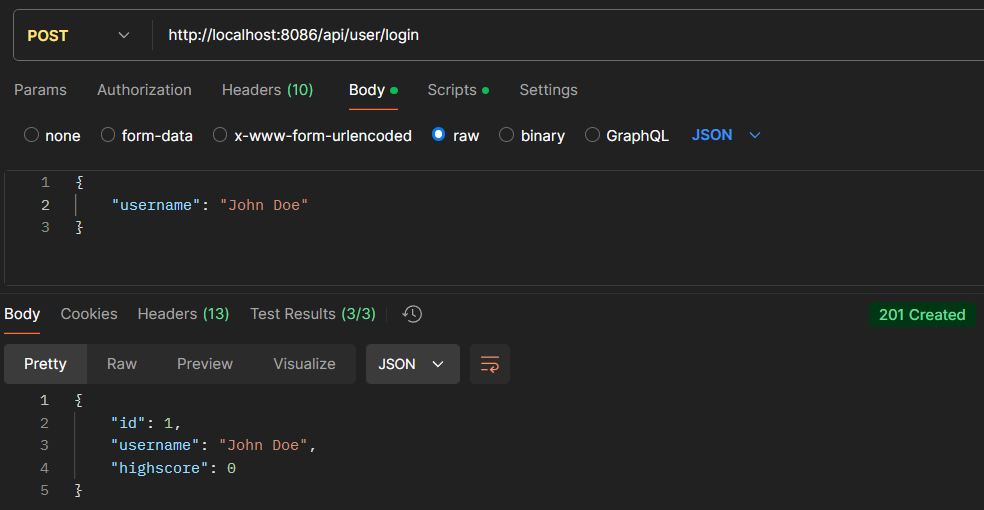 POST http://localhost:8086/api/user/login
Params Authorization Headers (10) Body Scripts Settings
none form-data x-www-form-urlencoded raw binary GraphQL JSON
1 {
2 "username": "John Doe"
3 }
Body Cookies Headers (13) Test Results (3/3) 201 Created
Pretty Raw Preview Visualize JSON
1 {
2 "id": 1,
3 "username": "John Doe",
4 "highscore": 0
5 }